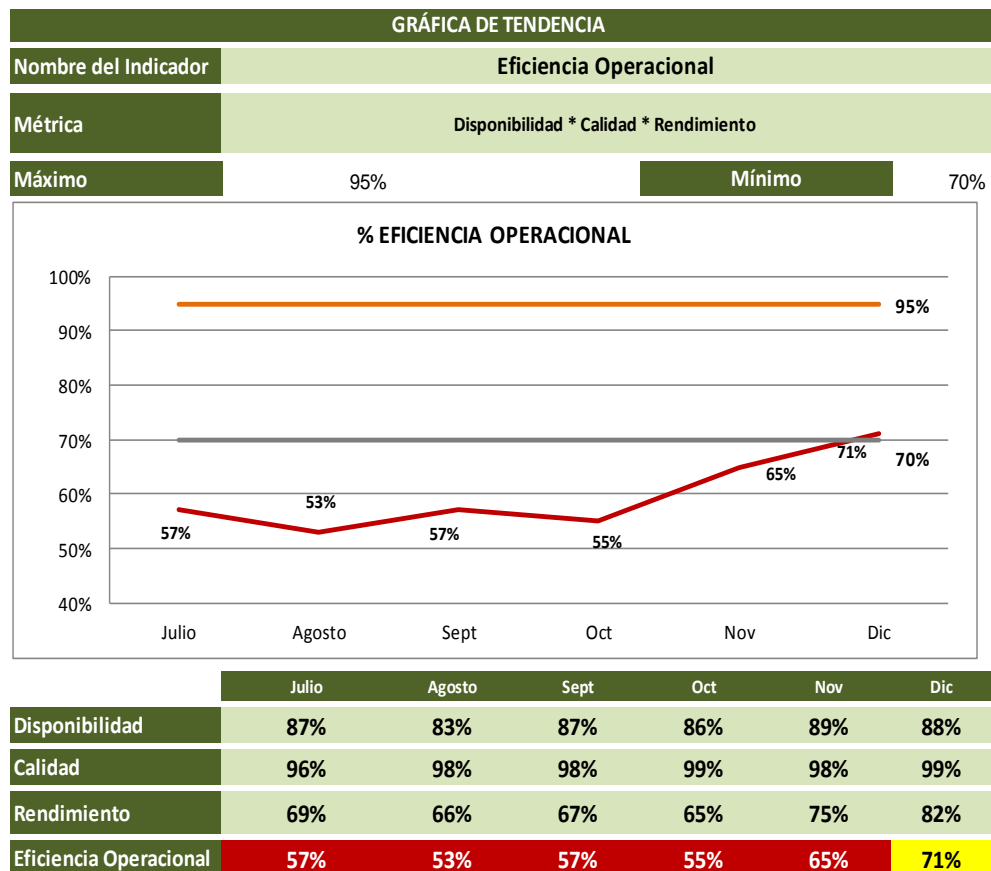 GRÁFICA DE TENDENCIA
Nombre del Indicador Eficiencia Operacional
Métrica Disponibilidad * Calidad * Rendimiento
Máximo 95% Mínimo 70%
% EFICIENCIA OPERACIONAL
100%
95%
90%
80%
70%
71%
70%
65%
60%
53%
57%
57%
55%
50%
40%
Julio Agosto Sept Oct Nov Dic
Julio Agosto Sept Oct Nov Dic
Disponibilidad 87% 83% 87% 86% 89% 88%
Calidad 96% 98% 98% 99% 98% 99%
Rendimiento 69% 66% 67% 65% 75% 82%
Eficiencia Operacional 57% 53% 57% 55% 65% 71%